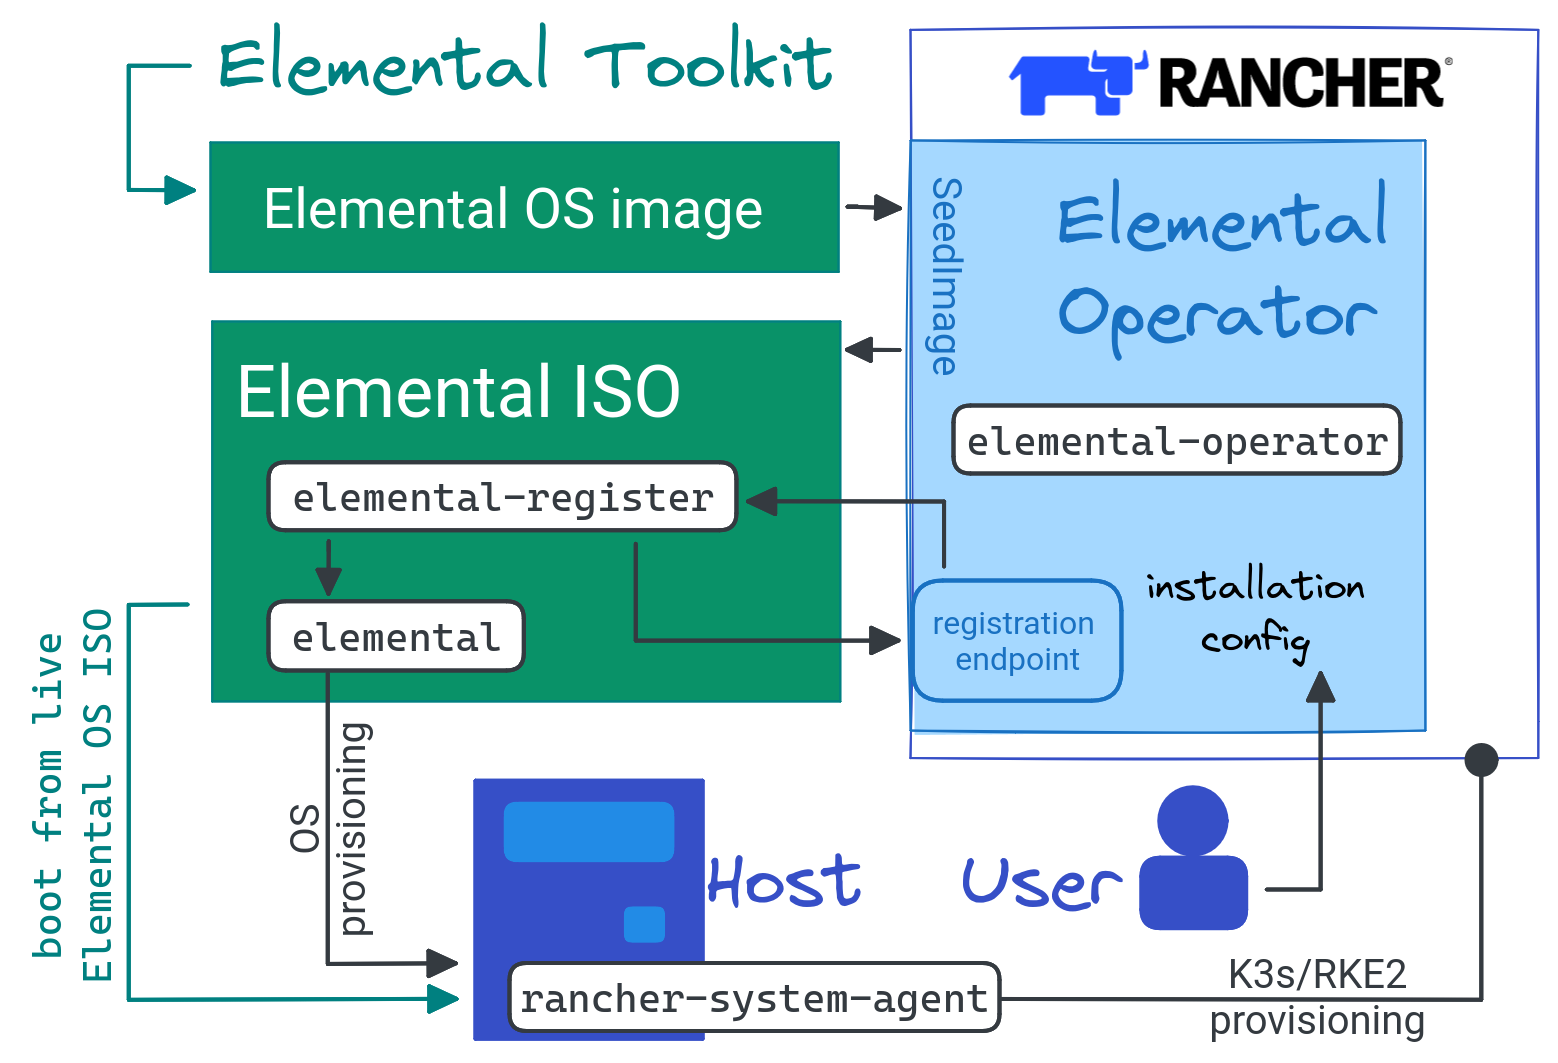 Elemental Toolkit
RANCHER®
Elemental OS image
SeedImage
Elemental
Operator
Elemental ISO
elemental-operator
elemental-register
elemental
registration
endpoint
installation
config
boot from live
Elemental OS ISO
OS
provisioning
Host
User
rancher-system-agent
K3s/RKE2
provisioning